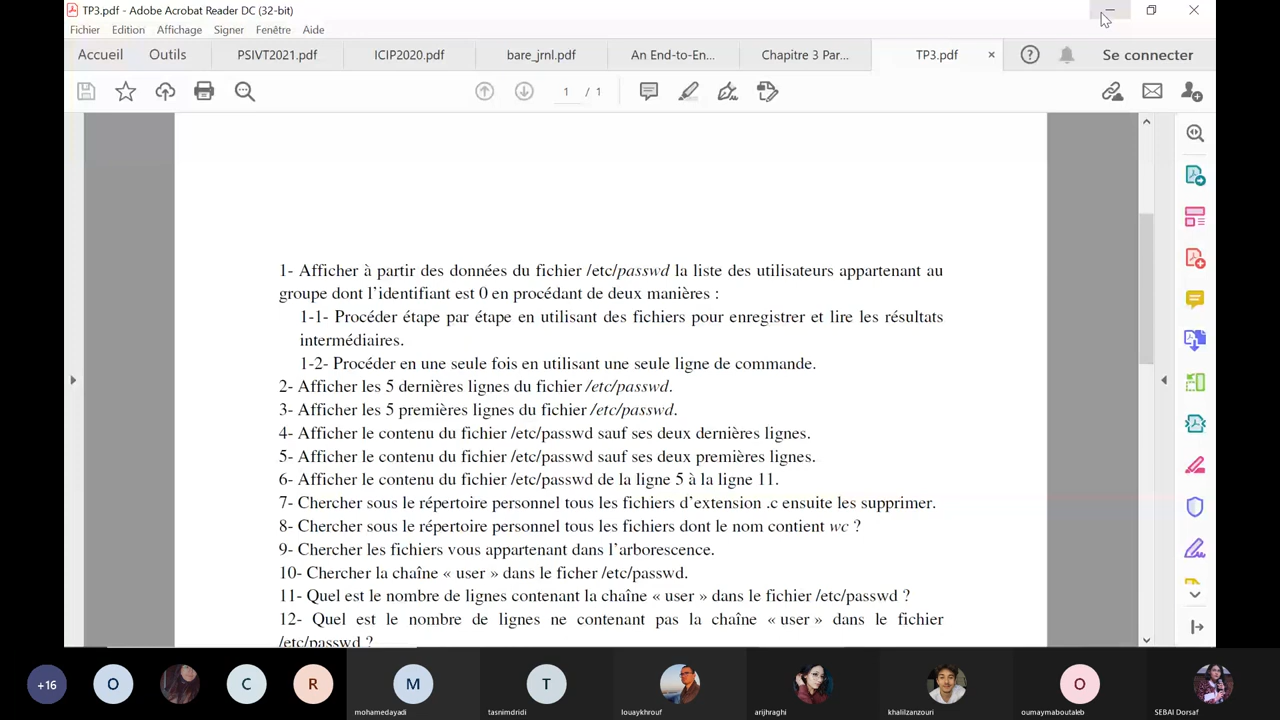 TP3.pdf - Adobe Acrobat Reader DC (32-bit)
Fichier Edition Affichage Signer Fenêtre Aide
Accueil Outils PSIVT2021.pdf ICIP2020.pdf bare_jrnl.pdf An End-to-En... Chapitre 3 Par... TP3.pdf × Se connecter
1 / 1
1- Afficher à partir des données du fichier /etc/passwd la liste des utilisateurs appartenant au
groupe dont l'identifiant est 0 en procédant de deux manières :
1-1- Procéder étape par étape en utilisant des fichiers pour enregistrer et lire les résultats
intermédiaires.
1-2- Procéder en une seule fois en utilisant une seule ligne de commande.
2- Afficher les 5 dernières lignes du fichier /etc/passwd.
3- Afficher les 5 premières lignes du fichier /etc/passwd.
4- Afficher le contenu du fichier /etc/passwd sauf ses deux dernières lignes.
5- Afficher le contenu du fichier /etc/passwd sauf ses deux premières lignes.
6- Afficher le contenu du fichier /etc/passwd de la ligne 5 à la ligne 11.
7- Chercher sous le répertoire personnel tous les fichiers d'extension .c ensuite les supprimer.
8- Chercher sous le répertoire personnel tous les fichiers dont le nom contient wc ?
9- Chercher les fichiers vous appartenant dans l'arborescence.
10- Chercher la chaîne « user » dans le ficher /etc/passwd.
11- Quel est le nombre de lignes contenant la chaîne « user » dans le fichier /etc/passwd ?
12- Quel est le nombre de lignes ne contenant pas la chaîne « user » dans le fichier
/etc/passwd ?
+16 O C R M T O
mohamedayadi tasnimdridi louaykhrouf arijhraghi khalilzanzouri oumaymaboutaleb SEBAI Dorsaf